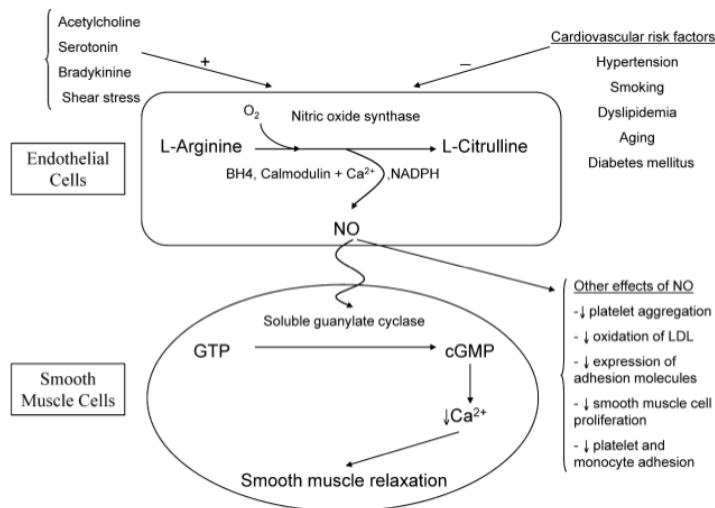 Acetylcholine
Serotonin
Bradykinine
Shear stress
+
–
Cardiovascular risk factors
Hypertension
Smoking
Dyslipidemia
Aging
Diabetes mellitus
Endothelial
Cells
O₂
Nitric oxide synthase
L-Arginine
L-Citrulline
BH4, Calmodulin + Ca²⁺ ,NADPH
NO
Other effects of NO
-↓ platelet aggregation
- ↓ oxidation of LDL
-↓ expression of
adhesion molecules
- ↓ smooth muscle cell
proliferation
- ↓ platelet and
monocyte adhesion
Smooth
Muscle Cells
Soluble guanylate cyclase
GTP
cGMP
↓Ca²⁺
Smooth muscle relaxation